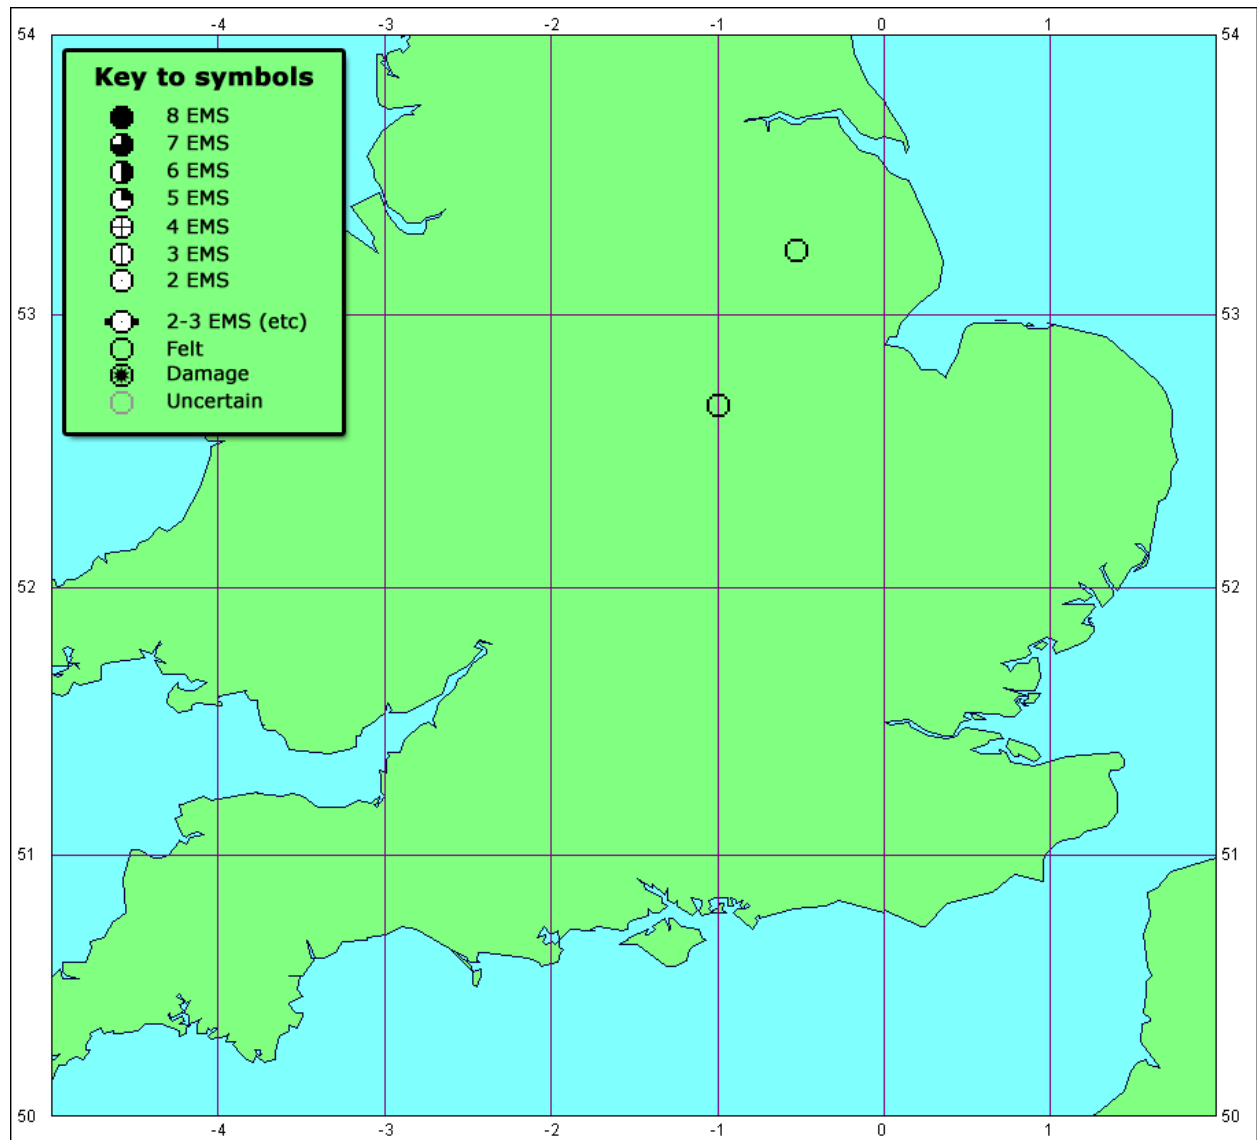 -4 -3 -2 -1 0 1
54 54
Key to symbols
8 EMS
7 EMS
6 EMS
5 EMS
4 EMS
3 EMS
2 EMS
2-3 EMS (etc)
Felt
Damage
Uncertain
53 53
52 52
51 51
50 50
-4 -3 -2 -1 0 1